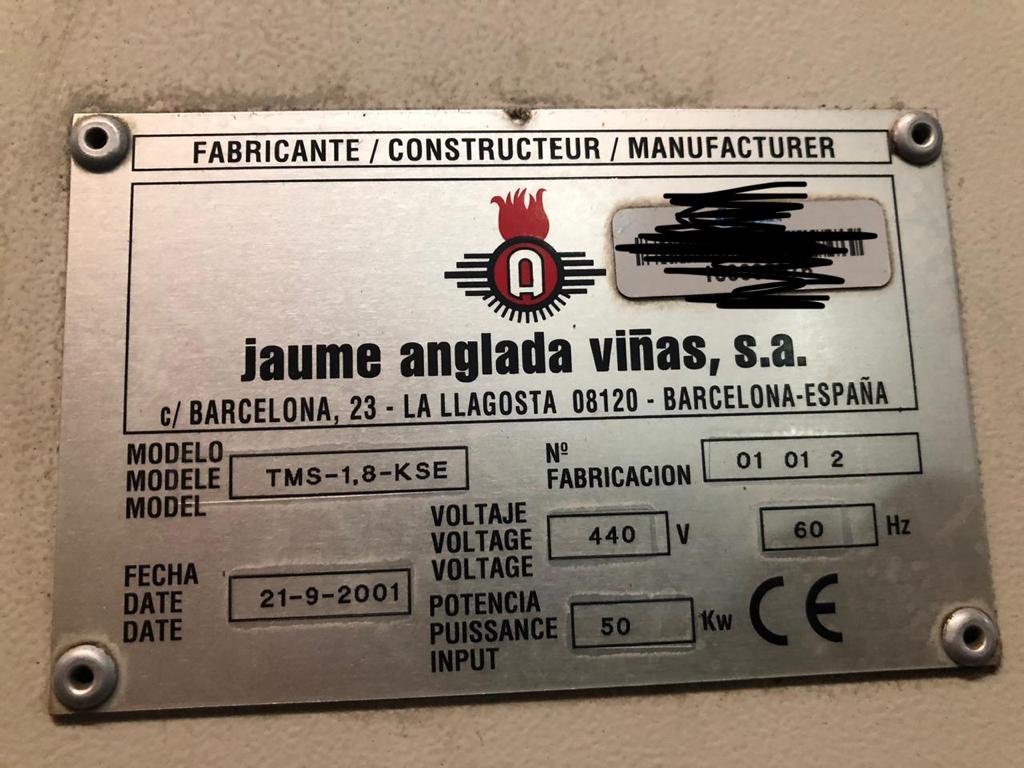 FABRICANTE / CONSTRUCTEUR / MANUFACTURER
A
jaume anglada viñas, s.a.
c/ BARCELONA, 23 - LA LLAGOSTA 08120 - BARCELONA-ESPAÑA
MODELO
MODELE
MODEL
TMS-1,8-KSE
Nº
FABRICACION
01 01 2
VOLTAJE
VOLTAGE
VOLTAGE
440 V
60 Hz
FECHA
DATE
DATE
21-9-2001
POTENCIA
PUISSANCE
INPUT
50 Kw
CE